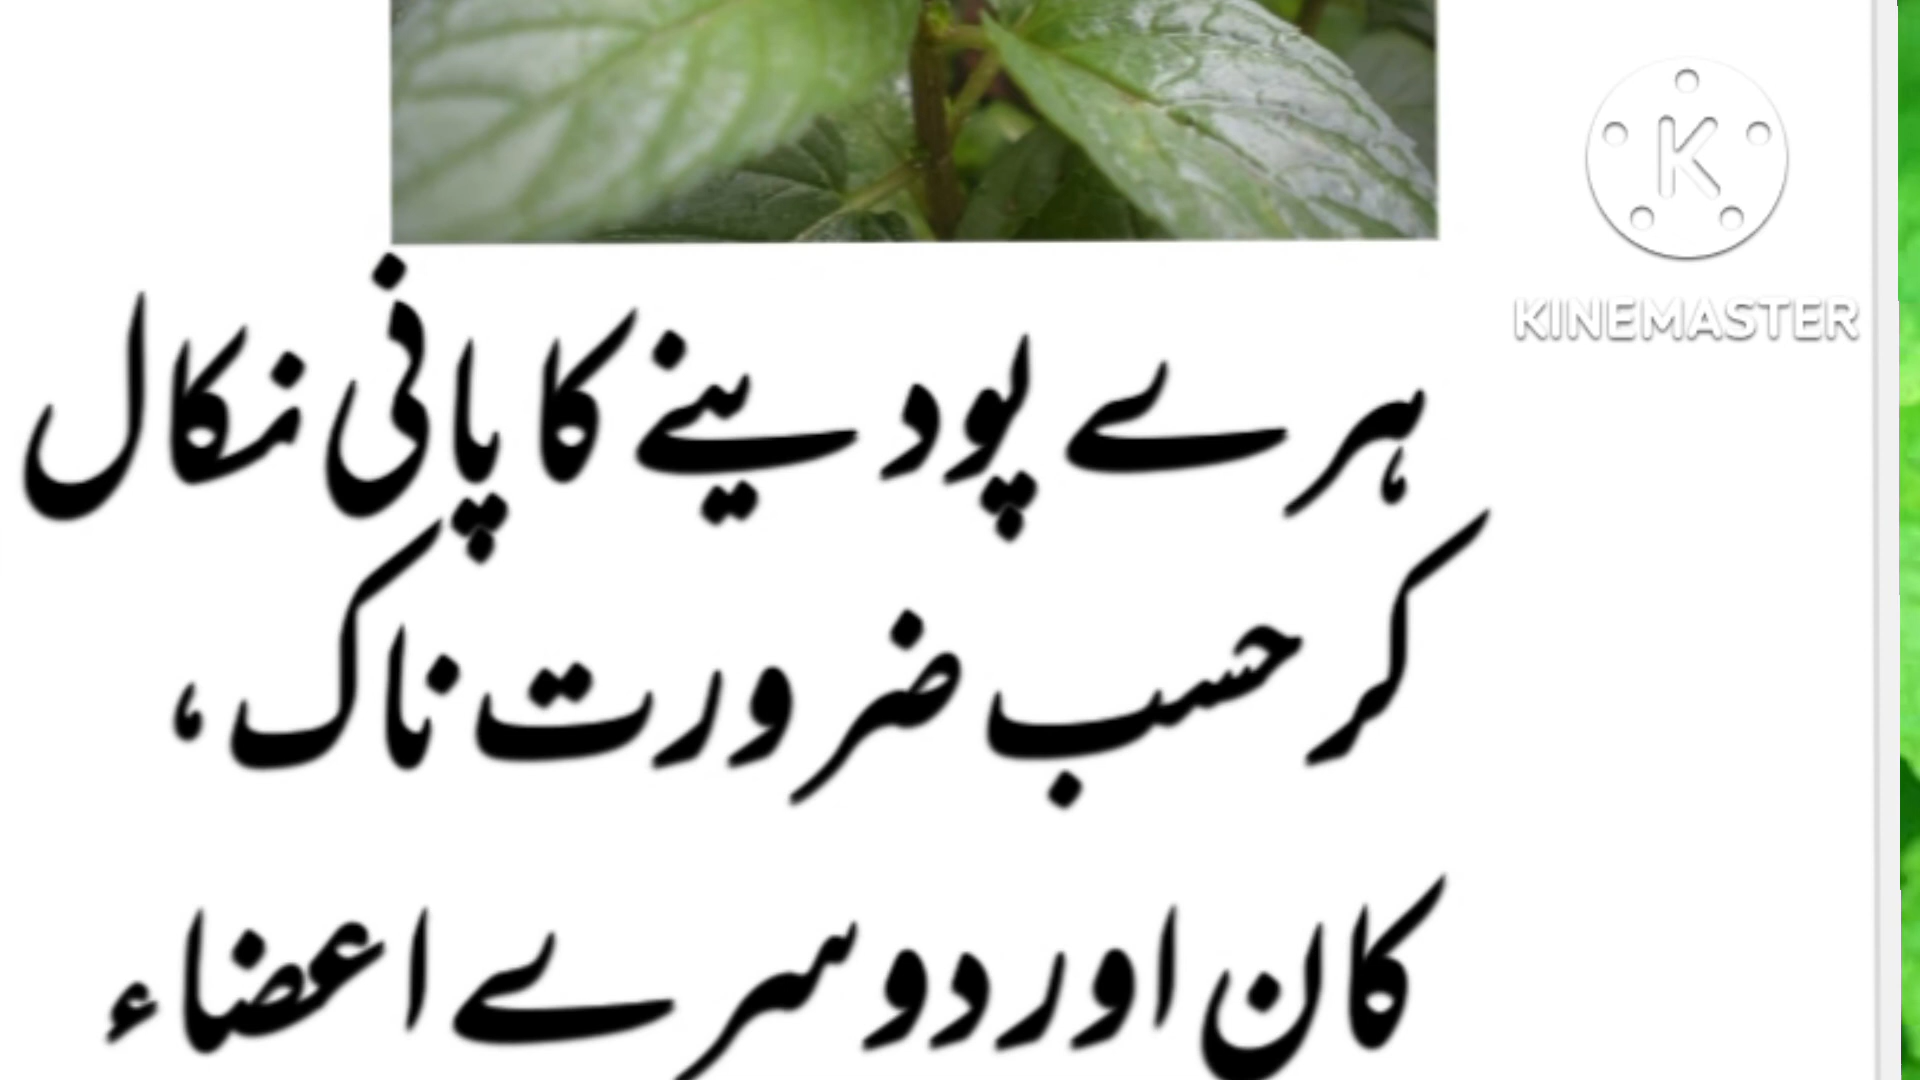 KINEMASTER
ہرے پودینے کا پانی نکال
کر حسب ضرورت ناک،
کان اور دوسرے اعضاء